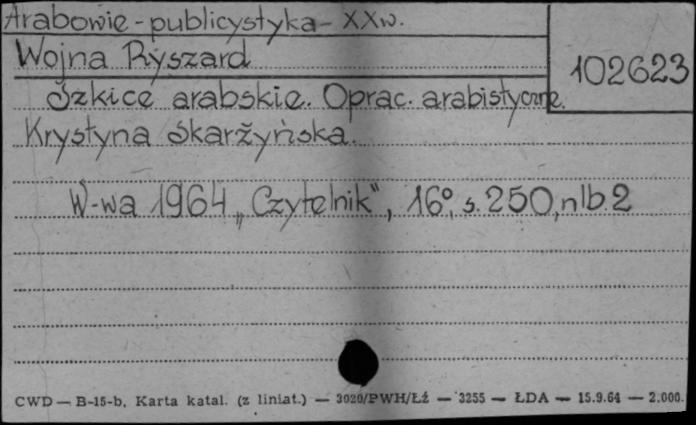 Arabowie - publicystyka - XXw.
Wojna Ryszard
102623
Szkice arabskie. Oprac. arabistyczne.
Krystyna Skarżyńska.
W-wa 1964 „Czytelnik", 16°, s. 250, nlb. 2
CWD — B-15-b. Karta katal. (z liniat.) — 3020/PWH/Łź — 3255 — ŁDA — 15.9.64 — 2.000.